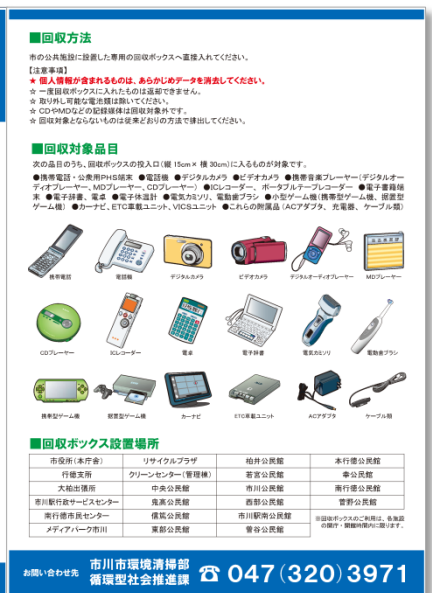 ■回収方法
市の公共施設に設置した専用の回収ボックスへ直接入れてください。
【注意事項】
★ 個人情報が含まれるものは、あらかじめデータを消去してください。
☆ 一度回収ボックスに入れたものは返却できません。
☆ 取り外し可能な電池類は除いてください。
☆ CDやMDなどの記録媒体は回収対象外です。
☆ 回収対象とならないものは従来どおりの方法で排出してください。
■回収対象品目
次の品目のうち、回収ボックスの投入口(縦 15cm× 横 30cm)に入るものが対象です。
●携帯電話・公衆用PHS端末 ●電話機 ●デジタルカメラ ●ビデオカメラ ●携帯音楽プレーヤー(デジタルオー
ディオプレーヤー、MDプレーヤー、CDプレーヤー) ●ICレコーダー、ポータブルテープレコーダー ●電子書籍端
末 ●電子辞書、電卓 ●電子体温計 ●電気カミソリ、電動歯ブラシ ●小型ゲーム機(携帯型ゲーム機、据置型
ゲーム機) ●カーナビ、ETC車載ユニット、VICSユニット ●これらの附属品(ACアダプタ、充電器、ケーブル類)
携帯電話 電話機 デジタルカメラ ビデオカメラ デジタルオーディオプレーヤー MDプレーヤー
CDプレーヤー ICレコーダー 電卓 電子辞書 電気カミソリ 電動歯ブラシ
携帯型ゲーム機 据置型ゲーム機 カーナビ ETC車載ユニット ACアダプタ ケーブル類
■回収ボックス設置場所
市役所(本庁舎) リサイクルプラザ 柏井公民館 本行徳公民館
行徳支所 クリーンセンター(管理棟) 若宮公民館 幸公民館
大柏出張所 中央公民館 市川公民館 南行徳公民館
市川駅行政サービスセンター 鬼高公民館 西部公民館 菅野公民館
南行徳市民センター 信篤公民館 市川駅南公民館
メディアパーク市川 東部公民館 曽谷公民館
※回収ボックスのご利用は、各施設
の開庁・開館時間内に限ります。
お問い合わせ先 市川市環境清掃部
循環型社会推進課 ☎ 047(320)3971